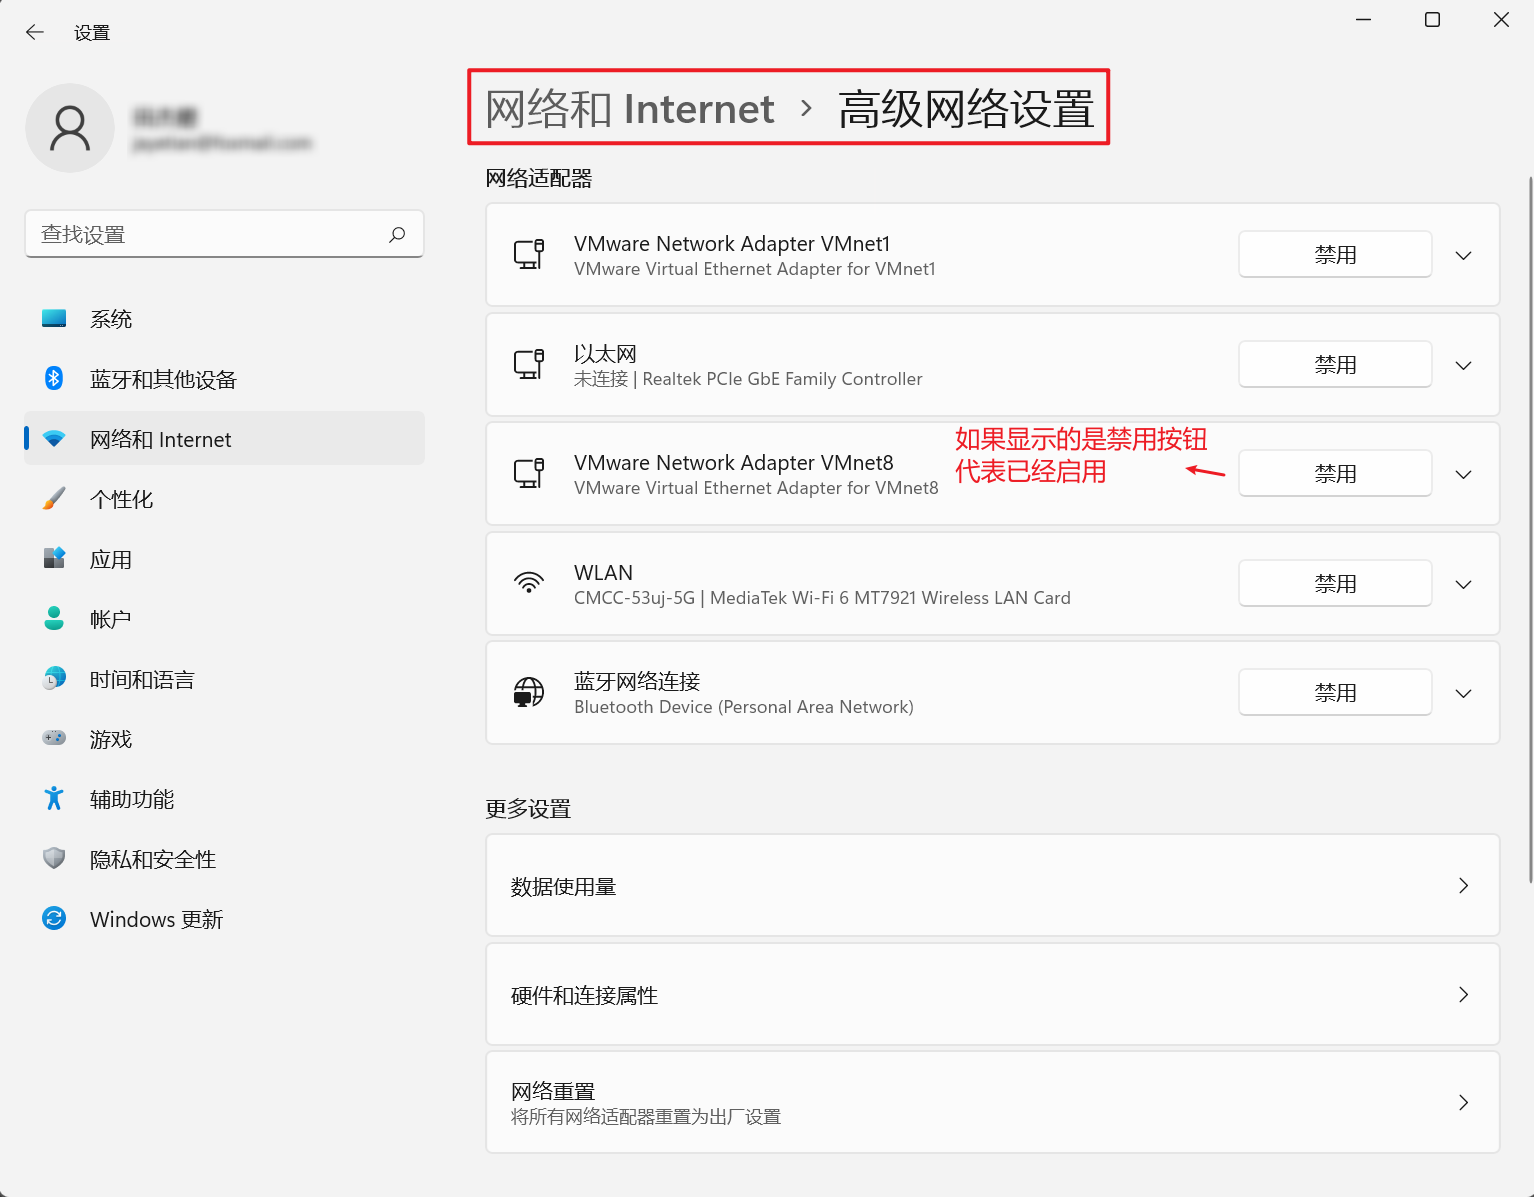 设置
网络和 Internet > 高级网络设置
查找设置
系统
蓝牙和其他设备
网络和 Internet
个性化
应用
帐户
时间和语言
游戏
辅助功能
隐私和安全性
Windows 更新
网络适配器
VMware Network Adapter VMnet1
VMware Virtual Ethernet Adapter for VMnet1
禁用
以太网
未连接 | Realtek PCIe GbE Family Controller
禁用
VMware Network Adapter VMnet8
VMware Virtual Ethernet Adapter for VMnet8
如果显示的是禁用按钮
代表已经启用
禁用
WLAN
CMCC-53uj-5G | MediaTek Wi-Fi 6 MT7921 Wireless LAN Card
禁用
蓝牙网络连接
Bluetooth Device (Personal Area Network)
禁用
更多设置
数据使用量
硬件和连接属性
网络重置
将所有网络适配器重置为出厂设置